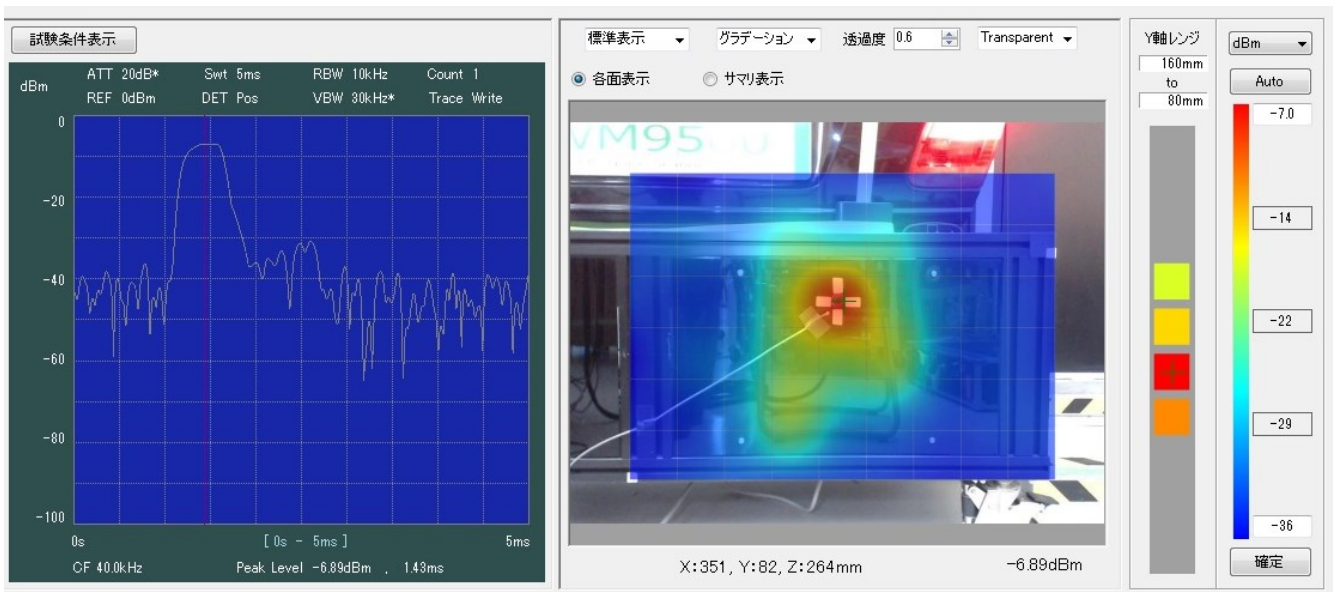 試験条件表示
dBm
ATT 20dB* Swt 5ms RBW 10kHz Count 1
REF 0dBm DET Pos VBW 30kHz* Trace Write
0
-20
-40
-60
-80
-100
0s [ 0s - 5ms ] 5ms
CF 40.0kHz Peak Level -6.89dBm , 1.43ms
標準表示 グラデーション 透過度 0.6 Transparent
各面表示 サマリ表示
X:351, Y:82, Z:264mm -6.89dBm
Y軸レンジ
160mm
to
80mm
dBm
Auto
-7.0
-14
-22
-29
-36
確定